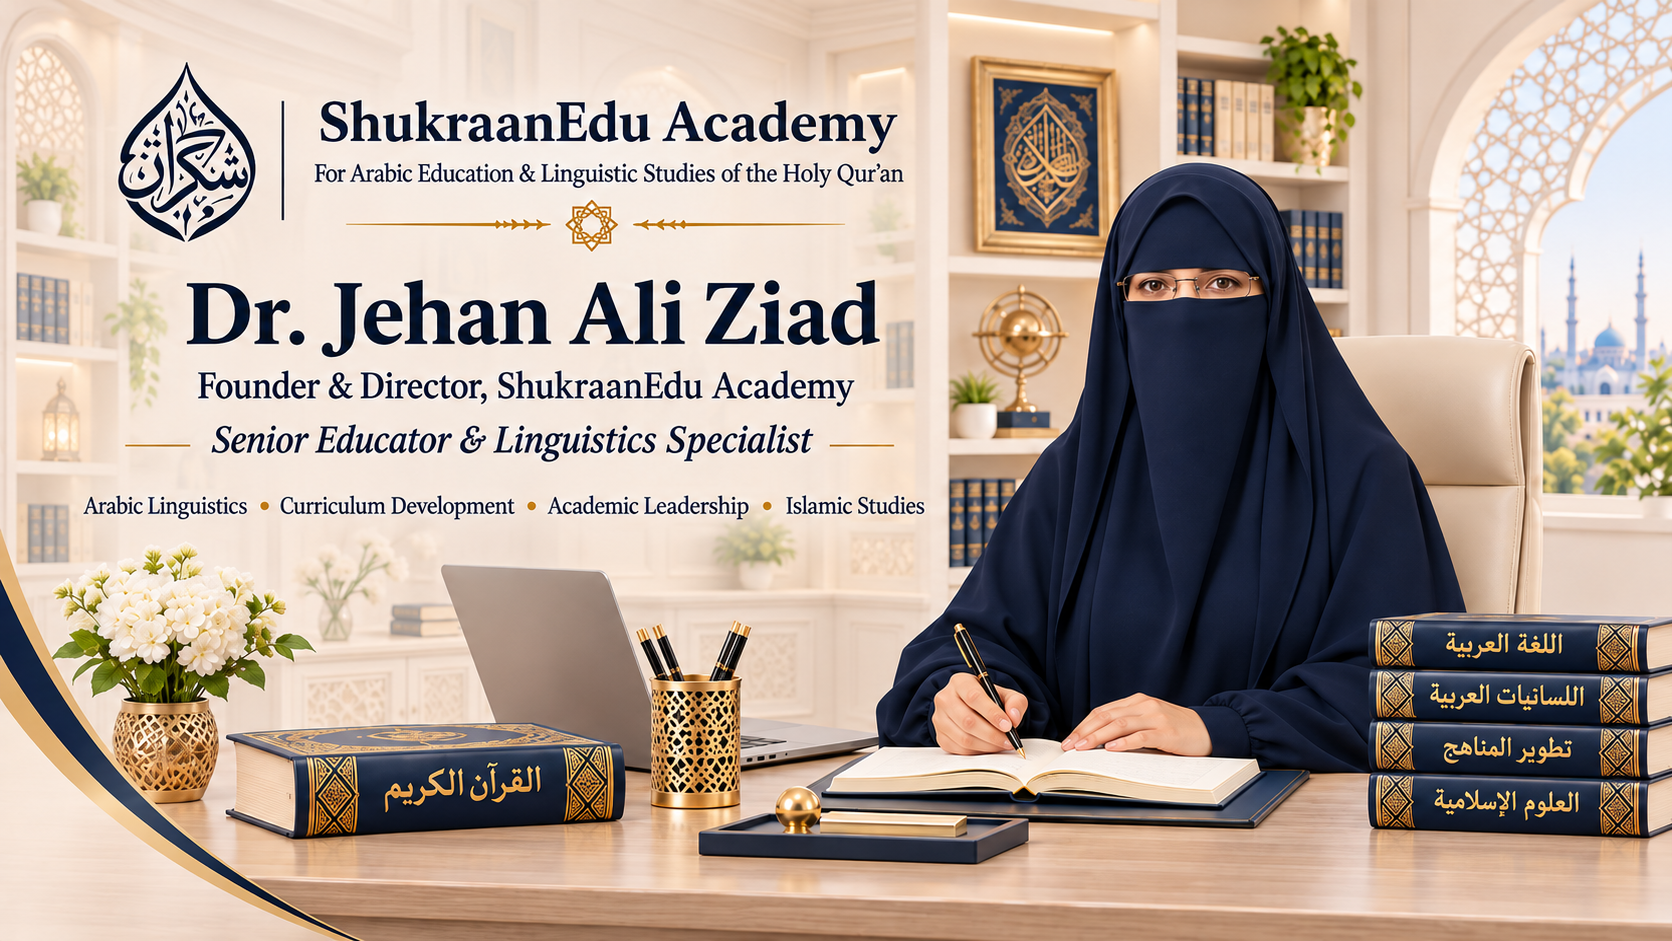 شكران
ShukraanEdu Academy
For Arabic Education & Linguistic Studies of the Holy Qur'an
Dr. Jehan Ali Ziad
Founder & Director, ShukraanEdu Academy
Senior Educator & Linguistics Specialist
Arabic Linguistics • Curriculum Development • Academic Leadership • Islamic Studies
القرآن الكريم
اللغة العربية
اللسانيات العربية
تطوير المناهج
العلوم الإسلامية